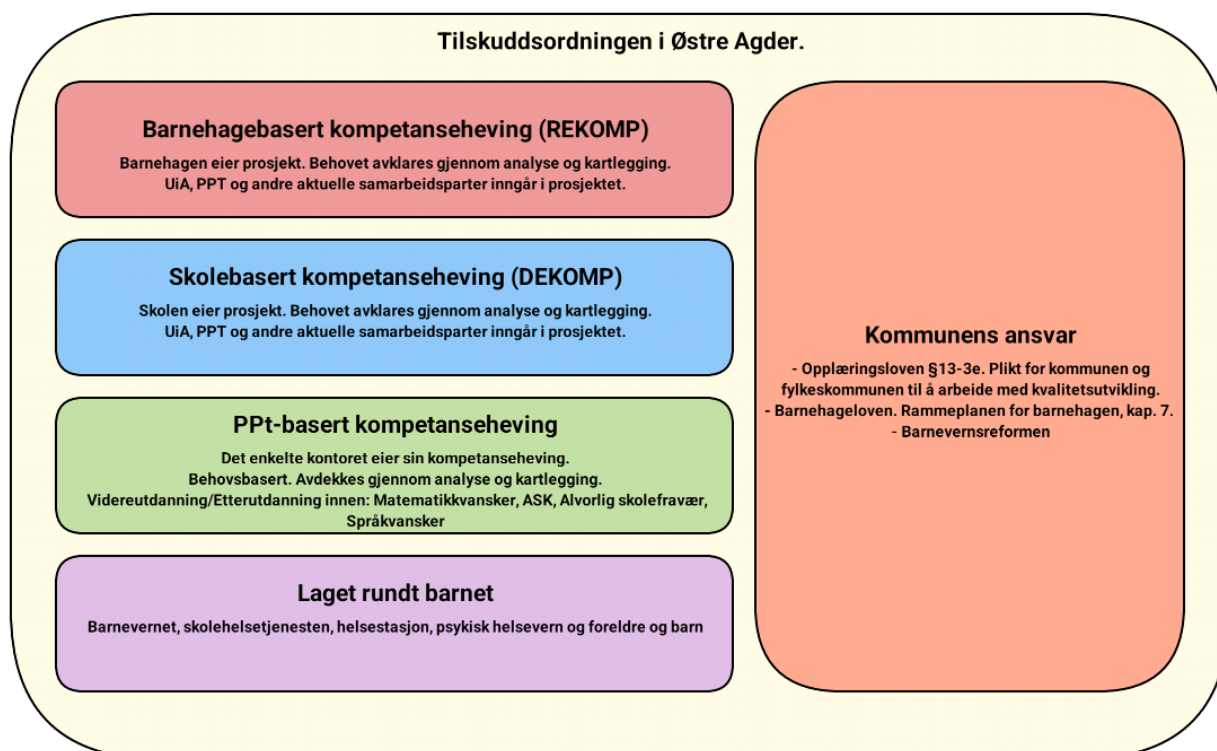 Tilskuddsordningen i Østre Agder.
Barnehagebasert kompetanseheving (REKOMP)
Barnehagen eier prosjekt. Behovet avklares gjennom analyse og kartlegging.
UiA, PPT og andre aktuelle samarbeidsparter inngår i prosjektet.
Skolebasert kompetanseheving (DEKOMP)
Skolen eier prosjekt. Behovet avklares gjennom analyse og kartlegging.
UiA, PPT og andre aktuelle samarbeidsparter inngår i prosjektet.
PPt-basert kompetanseheving
Det enkelte kontoret eier sin kompetanseheving.
Behovsbasert. Avdekkes gjennom analyse og kartlegging.
Videreutdanning/Etterutdanning innen: Matematikkvansker, ASK, Alvorlig skolefravær,
Språkvansker
Laget rundt barnet
Barnevernet, skolehelsetjenesten, helsestasjon, psykisk helsevern og foreldre og barn
Kommunens ansvar
- Opplæringsloven §13-3e. Plikt for kommunen og
fylkeskommunen til å arbeide med kvalitetsutvikling.
- Barnehageloven. Rammeplanen for barnehagen, kap. 7.
- Barnevernsreformen